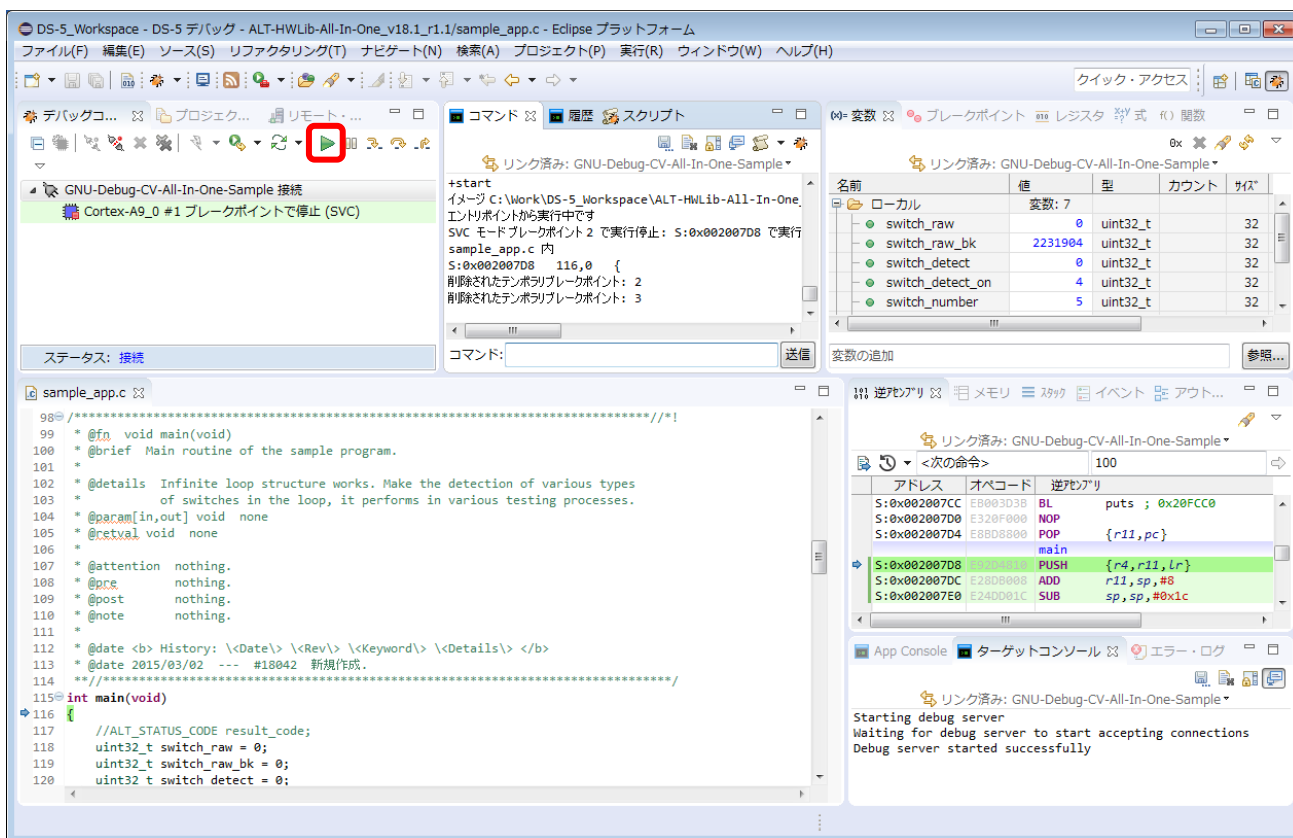 DS-5_Workspace - DS-5 デバッグ - ALT-HWLib-All-In-One_v18.1_r1.1/sample_app.c - Eclipse プラットフォーム
ファイル(F) 編集(E) ソース(S) リファクタリング(T) ナビゲート(N) 検索(A) プロジェクト(P) 実行(R) ウィンドウ(W) ヘルプ(H)
クイック・アクセス
デバッグコ... プロジェク... リモート・...
GNU-Debug-CV-All-In-One-Sample 接続
Cortex-A9_0 #1 ブレークポイントで停止 (SVC)
ステータス: 接続
コマンド 履歴 スクリプト
リンク済み: GNU-Debug-CV-All-In-One-Sample
+start
イメージ C:\Work\DS-5_Workspace\ALT-HWLib-All-In-One_
エントリポイントから実行中です
SVC モード ブレークポイント 2 で実行停止: S:0x002007D8 で実行
sample_app.c 内
S:0x002007D8 116,0 {
削除されたテンポラリブレークポイント: 2
削除されたテンポラリブレークポイント: 3
コマンド: 送信
(x)= 変数 ブレークポイント レジスタ 式 f() 関数
リンク済み: GNU-Debug-CV-All-In-One-Sample
名前 値 型 カウント サイズ
ローカル 変数: 7
switch_raw 0 uint32_t 32
switch_raw_bk 2231904 uint32_t 32
switch_detect 0 uint32_t 32
switch_detect_on 4 uint32_t 32
switch_number 5 uint32_t 32
変数の追加 参照...
sample_app.c
98 /*********************************************************************************//*!
99 * @fn void main(void)
100 * @brief Main routine of the sample program.
101 *
102 * @details Infinite loop structure works. Make the detection of various types
103 * of switches in the loop, it performs in various testing processes.
104 * @param[in,out] void none
105 * @retval void none
106 *
107 * @attention nothing.
108 * @pre nothing.
109 * @post nothing.
110 * @note nothing.
111 *
112 * @date <b> History: \<Date\> \<Rev\> \<Keyword\> \<Details\> </b>
113 * @date 2015/03/02 --- #18042 新規作成.
114 **//*******************************************************************************/
115 int main(void)
116 {
117 //ALT_STATUS_CODE result_code;
118 uint32_t switch_raw = 0;
119 uint32_t switch_raw_bk = 0;
120 uint32_t switch_detect = 0;
逆アセンブリ メモリ スタック イベント アウト...
リンク済み: GNU-Debug-CV-All-In-One-Sample
<次の命令> 100
アドレス オペコード 逆アセンブリ
S:0x002007CC EB003D3B BL puts ; 0x20FCC0
S:0x002007D0 E320F000 NOP
S:0x002007D4 E8BD8800 POP {r11,pc}
main
S:0x002007D8 E92D4810 PUSH {r4,r11,lr}
S:0x002007DC E28DB008 ADD r11,sp,#8
S:0x002007E0 E24DD01C SUB sp,sp,#0x1c
App Console ターゲットコンソール エラー・ログ
リンク済み: GNU-Debug-CV-All-In-One-Sample
Starting debug server
Waiting for debug server to start accepting connections
Debug server started successfully